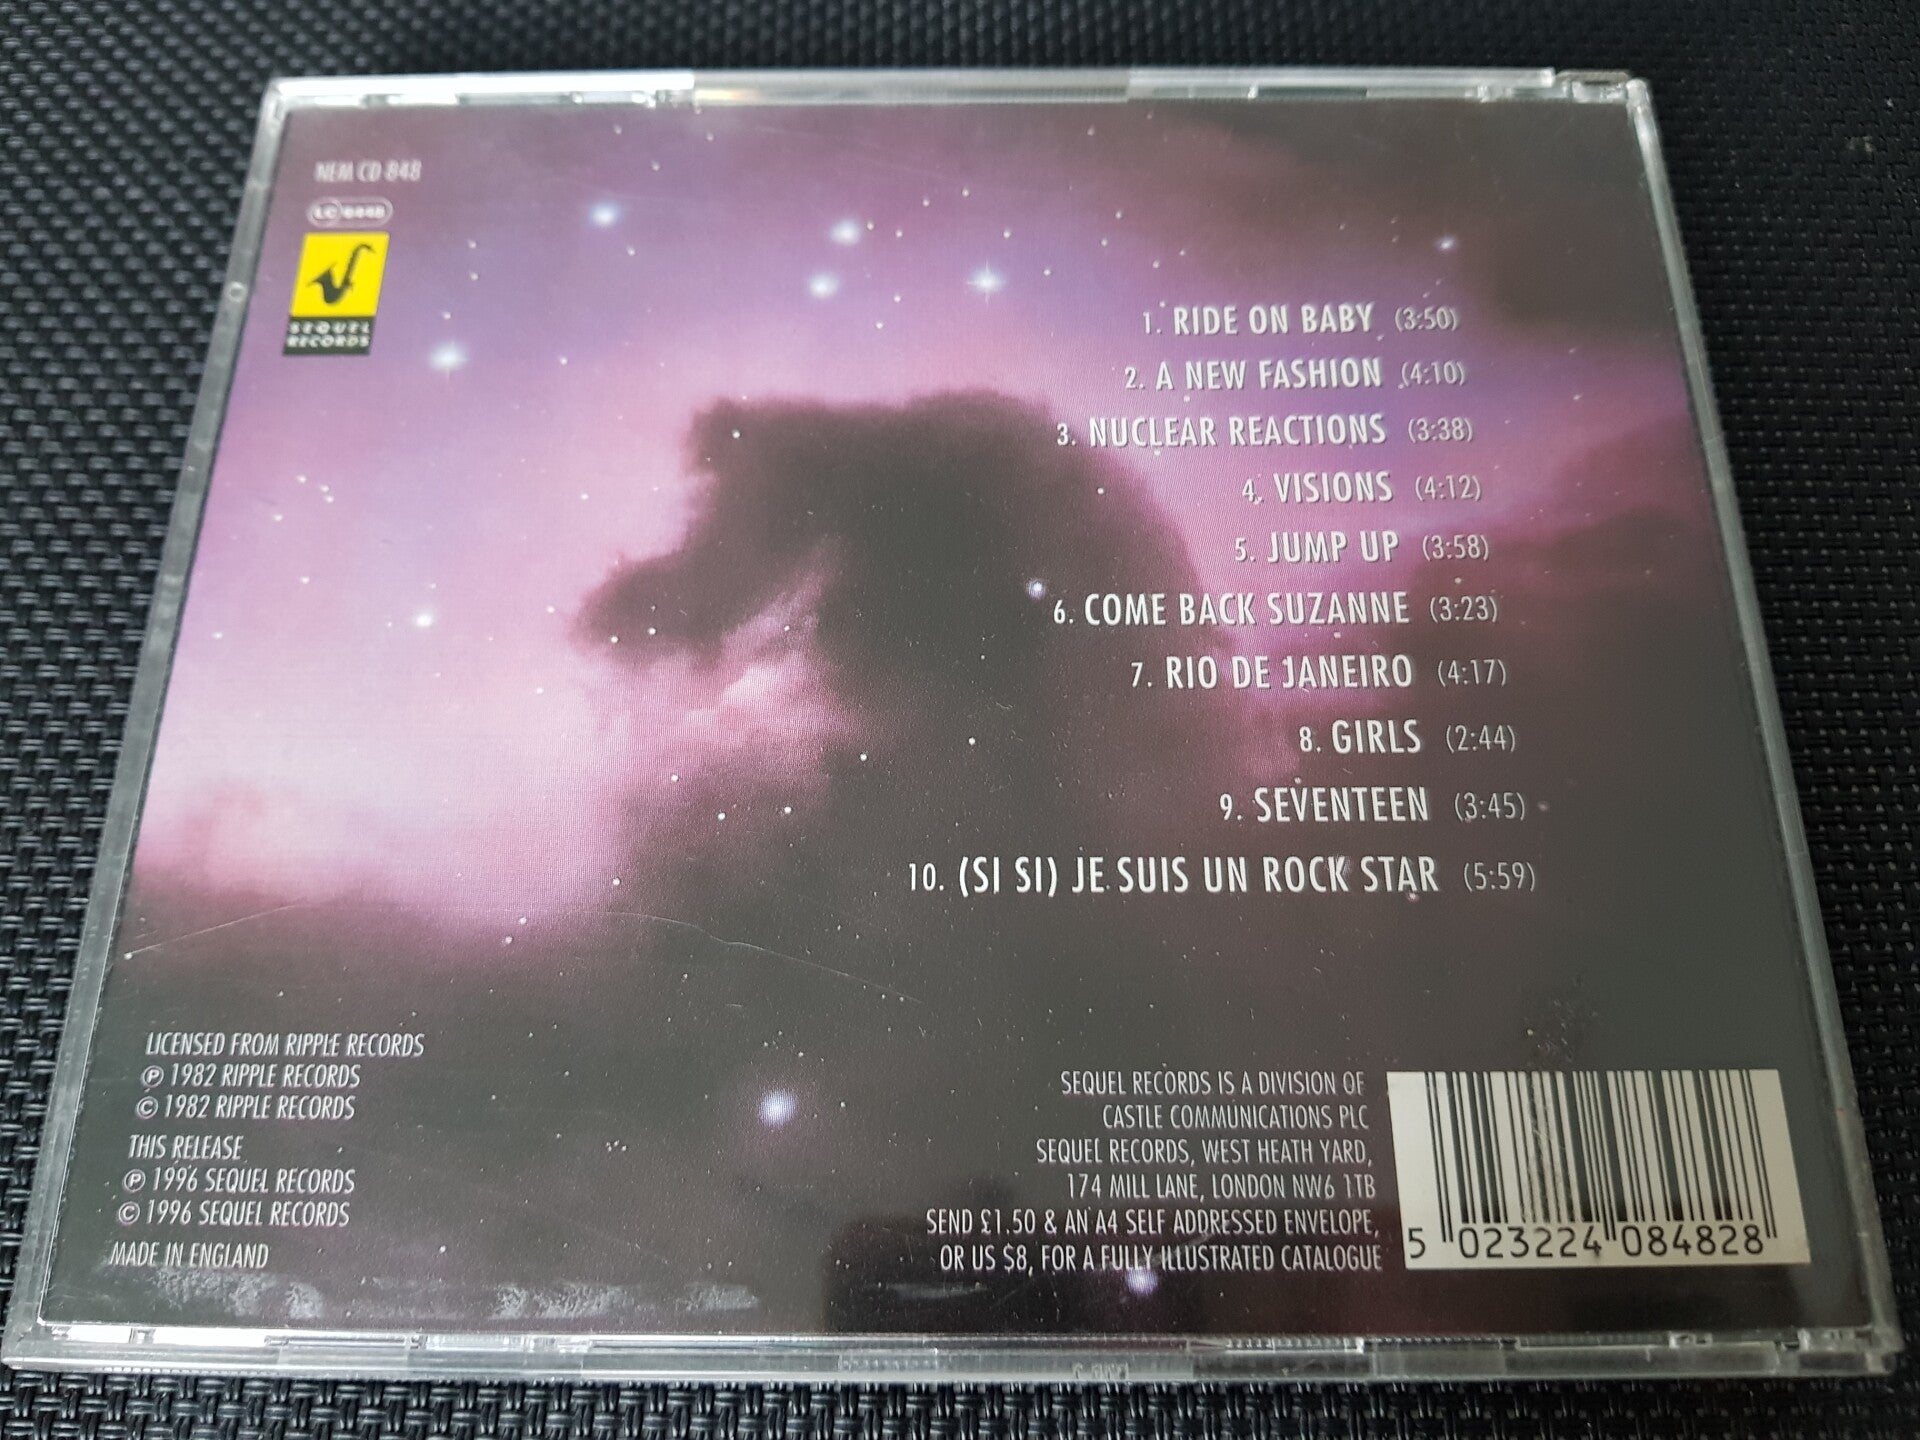 NEM CD 848
LC 6448
SEQUEL
RECORDS
1. RIDE ON BABY (3:50)
2. A NEW FASHION (4:10)
3. NUCLEAR REACTIONS (3:38)
4. VISIONS (4:12)
5. JUMP UP (3:58)
6. COME BACK SUZANNE (3:23)
7. RIO DE JANEIRO (4:17)
8. GIRLS (2:44)
9. SEVENTEEN (3:45)
10. (SI SI) JE SUIS UN ROCK STAR (5:59)
LICENSED FROM RIPPLE RECORDS
℗ 1982 RIPPLE RECORDS
© 1982 RIPPLE RECORDS
THIS RELEASE
℗ 1996 SEQUEL RECORDS
© 1996 SEQUEL RECORDS
MADE IN ENGLAND
SEQUEL RECORDS IS A DIVISION OF
CASTLE COMMUNICATIONS PLC
SEQUEL RECORDS, WEST HEATH YARD,
174 MILL LANE, LONDON NW6 1TB
SEND £1.50 & AN A4 SELF ADDRESSED ENVELOPE,
OR US $8, FOR A FULLY ILLUSTRATED CATALOGUE
5 023224 084828